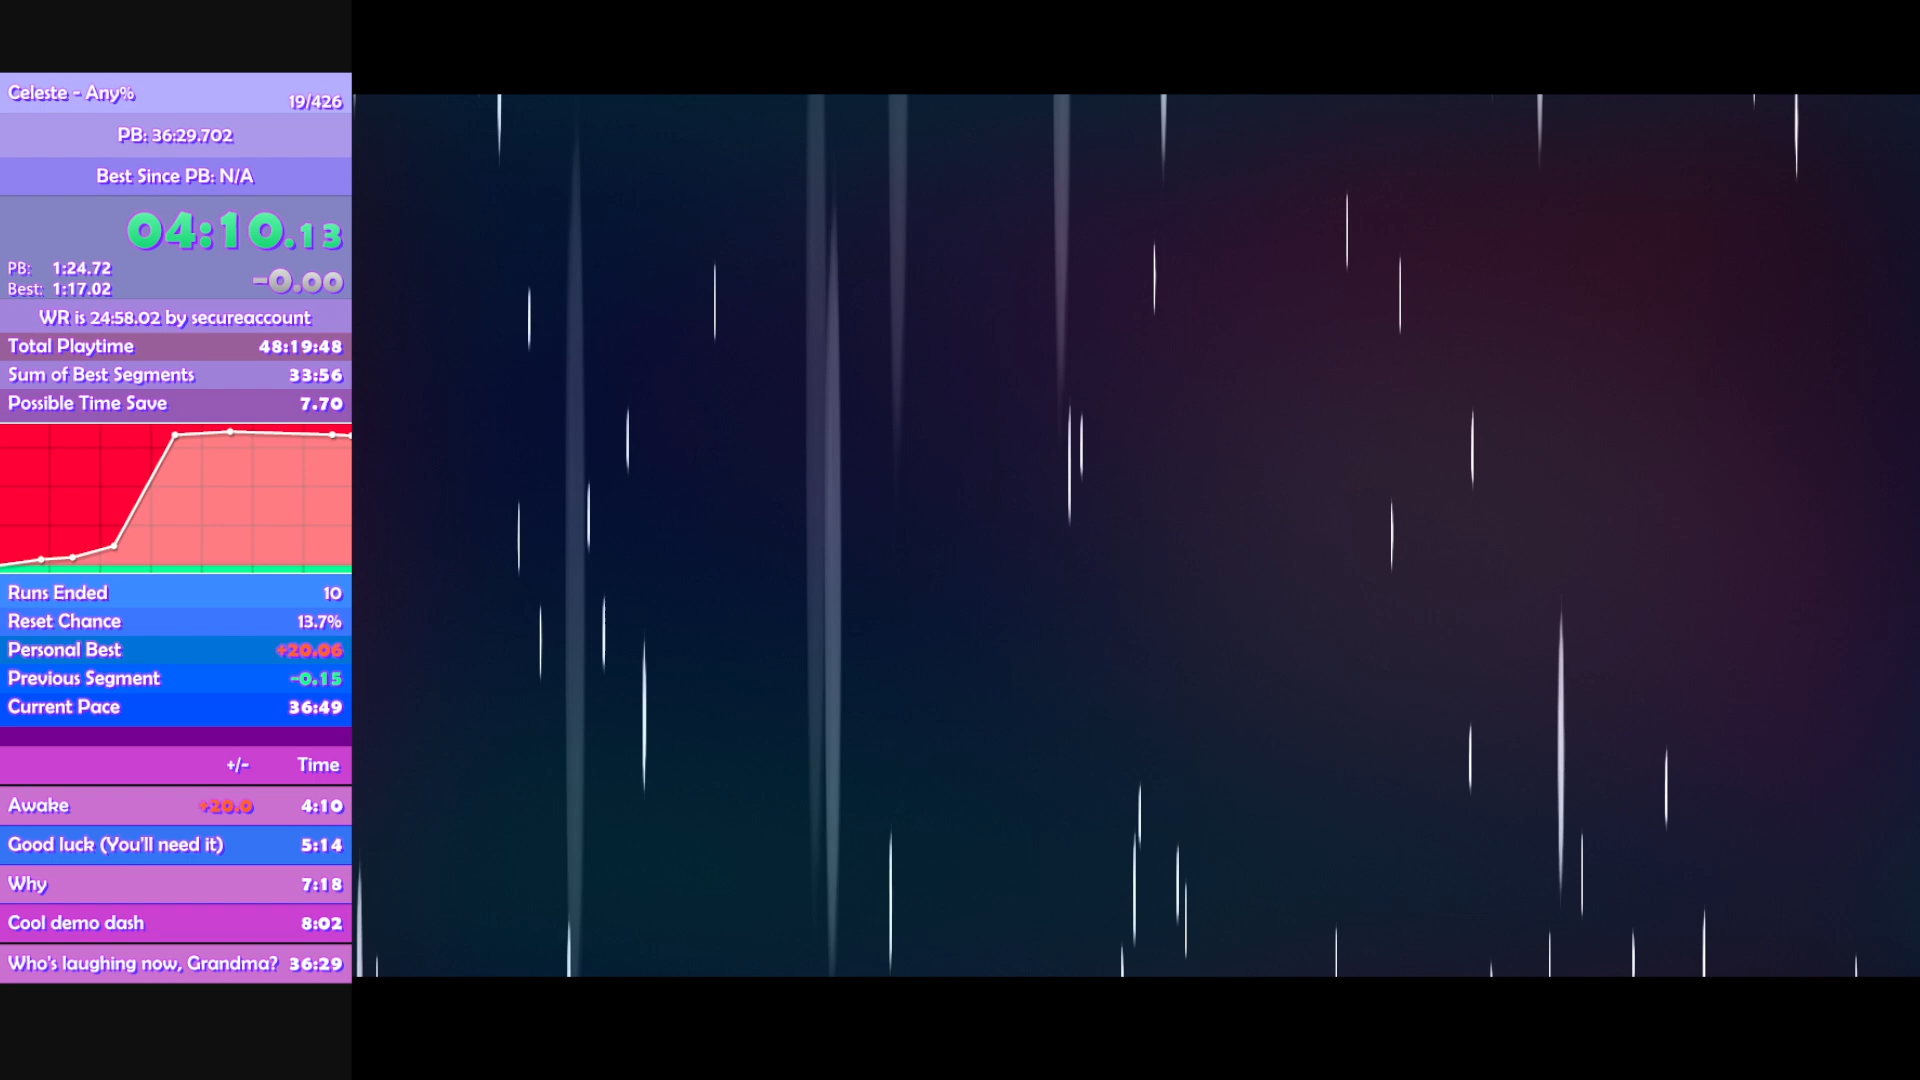 Celeste - Any%
19/426
PB: 36:29.702
Best Since PB: N/A
04:10.13
PB: 1:24.72
-0.00
Best: 1:17.02
WR is 24:58.02 by secureaccount
Total Playtime 48:19:48
Sum of Best Segments 33:56
Possible Time Save 7.70
Runs Ended 10
Reset Chance 13.7%
Personal Best +20.06
Previous Segment -0.15
Current Pace 36:49
+/- Time
Awake +20.0 4:10
Good luck (You'll need it) 5:14
Why 7:18
Cool demo dash 8:02
Who's laughing now, Grandma? 36:29